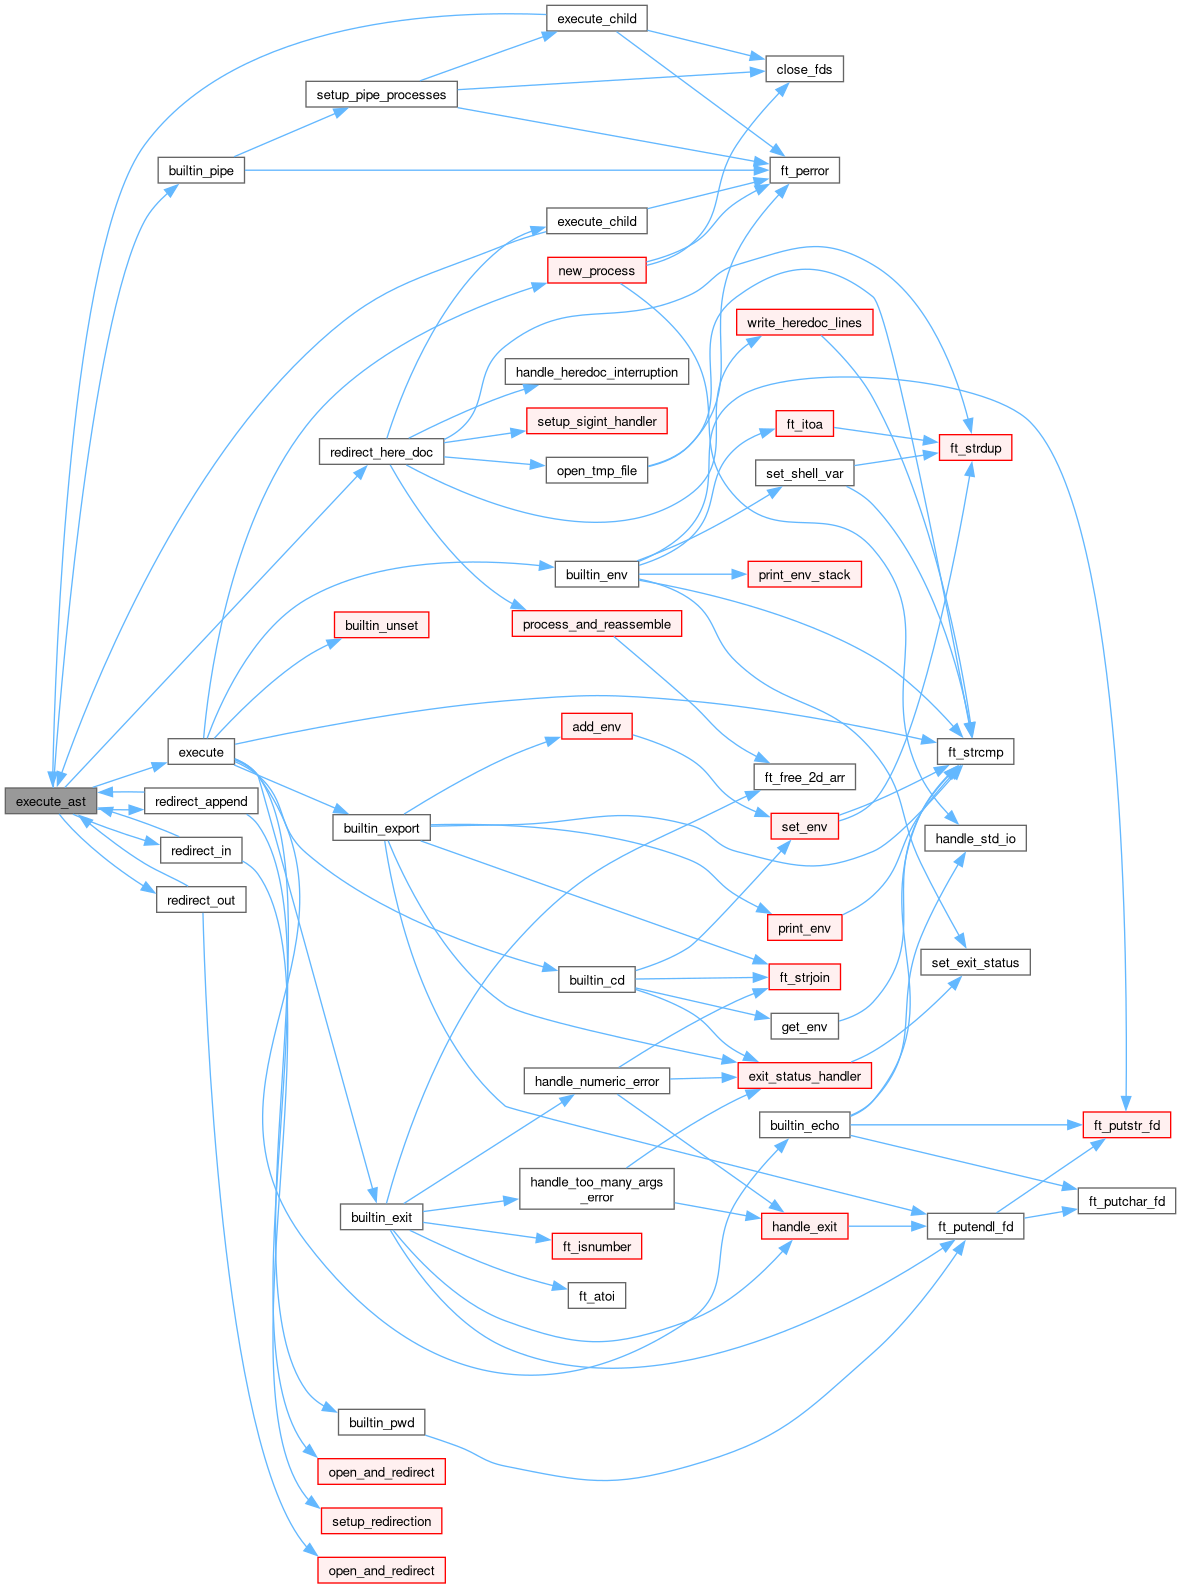 execute_child
close_fds
setup_pipe_processes
builtin_pipe
ft_perror
execute_child
new_process
write_heredoc_lines
handle_heredoc_interruption
setup_sigint_handler
ft_itoa
ft_strdup
redirect_here_doc
open_tmp_file
set_shell_var
builtin_env
print_env_stack
builtin_unset
process_and_reassemble
add_env
execute
ft_strcmp
ft_free_2d_arr
execute_ast
redirect_append
builtin_export
set_env
handle_std_io
redirect_in
redirect_out
print_env
set_exit_status
builtin_cd
ft_strjoin
get_env
handle_numeric_error
exit_status_handler
builtin_echo
ft_putstr_fd
handle_too_many_args
_error
ft_putchar_fd
builtin_exit
handle_exit
ft_putendl_fd
ft_isnumber
ft_atoi
builtin_pwd
open_and_redirect
setup_redirection
open_and_redirect